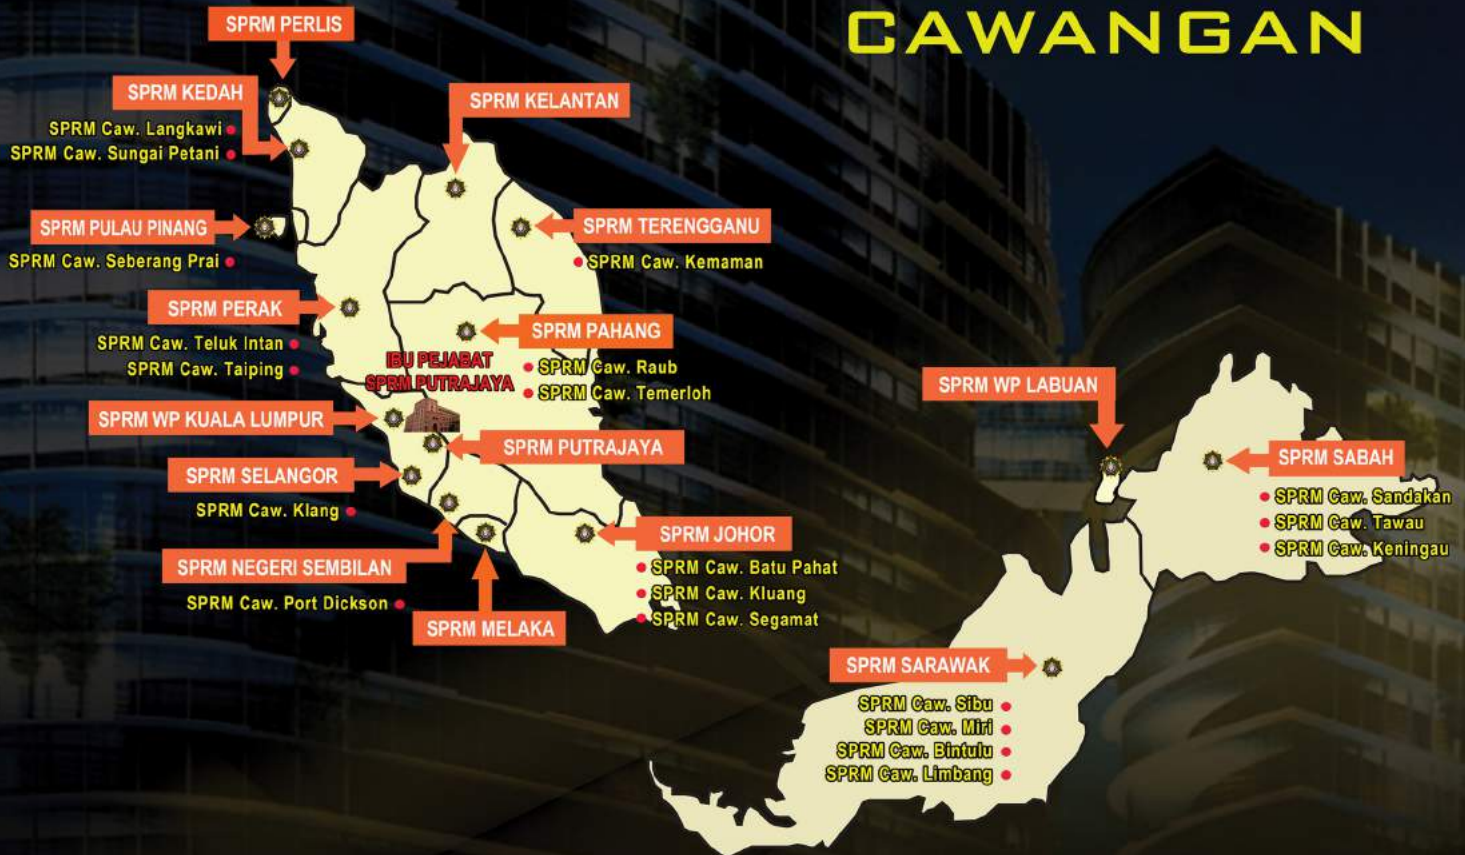 CAWANGAN
SPRM PERLIS
SPRM KEDAH
SPRM Caw. Langkawi
SPRM Caw. Sungai Petani
SPRM KELANTAN
SPRM PULAU PINANG
SPRM Caw. Seberang Prai
SPRM TERENGGANU
SPRM Caw. Kemaman
SPRM PERAK
SPRM Caw. Teluk Intan
SPRM Caw. Taiping
SPRM PAHANG
SPRM Caw. Raub
SPRM Caw. Temerloh
IBU PEJABAT
SPRM PUTRAJAYA
SPRM WP KUALA LUMPUR
SPRM PUTRAJAYA
SPRM SELANGOR
SPRM Caw. Klang
SPRM NEGERI SEMBILAN
SPRM Caw. Port Dickson
SPRM MELAKA
SPRM JOHOR
SPRM Caw. Batu Pahat
SPRM Caw. Kluang
SPRM Caw. Segamat
SPRM WP LABUAN
SPRM SABAH
SPRM Caw. Sandakan
SPRM Caw. Tawau
SPRM Caw. Keningau
SPRM SARAWAK
SPRM Caw. Sibu
SPRM Caw. Miri
SPRM Caw. Bintulu
SPRM Caw. Limbang